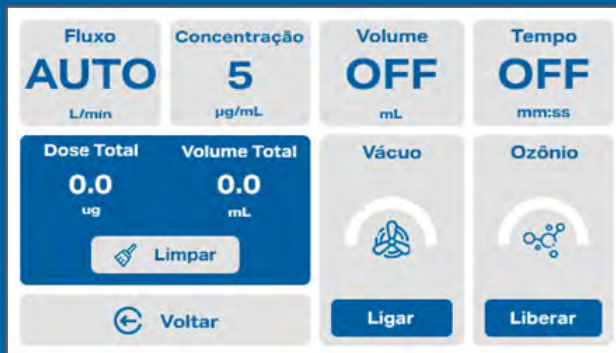 Fluxo
AUTO
L/min
Concentração
5
µg/mL
Volume
OFF
mL
Tempo
OFF
mm:ss
Dose Total
0.0
ug
Volume Total
0.0
mL
Limpar
Voltar
Vácuo
Ligar
Ozônio
Liberar